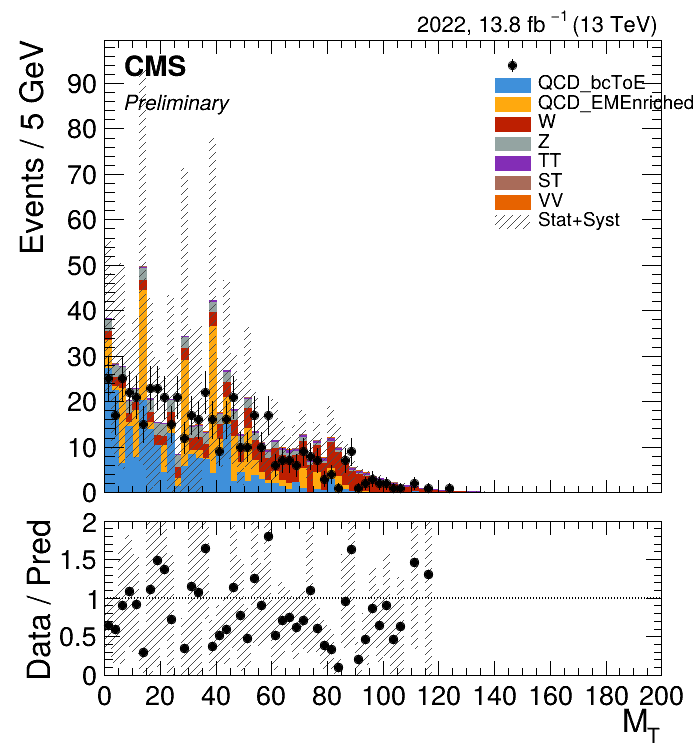 2022, 13.8 fb⁻¹ (13 TeV)
CMS
Preliminary
QCD_bcToE
QCD_EMEnriched
W
Z
TT
ST
VV
Stat+Syst
Events / 5 GeV
90
80
70
60
50
40
30
20
10
0
Data / Pred
2
1.5
1
0.5
0
0 20 40 60 80 100 120 140 160 180 200
M_T